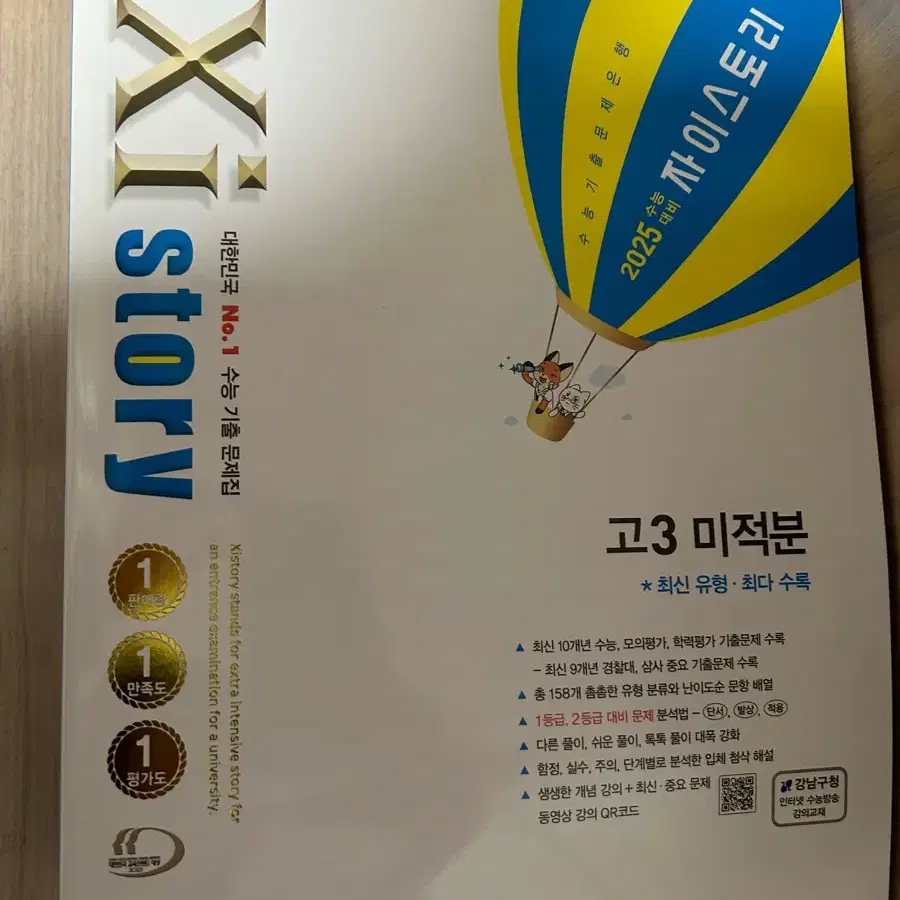 Xi
story
대한민국 No.1 수능 기출 문제집
Xistory stands for extra intensive story for
an entrance examination for a university.
1
판매량
1
만족도
1
평가도
수능기출문제은행
2025 수능 대비 자이스토리
고3 미적분
* 최신 유형·최다 수록
▲ 최신 10개년 수능, 모의평가, 학력평가 기출문제 수록
– 최신 9개년 경찰대, 삼사 중요 기출문제 수록
▲ 총 158개 촘촘한 유형 분류와 난이도순 문항 배열
▲ 1등급, 2등급 대비 문제 분석법 – 단서, 발상, 적용
▲ 다른 풀이, 쉬운 풀이, 톡톡 풀이 대폭 강화
▲ 함정, 실수, 주의, 단계별로 분석한 입체 첨삭 해설
▲ 생생한 개념 강의 + 최신·중요 문제
동영상 강의 QR코드
강남구청
인터넷 수능방송
강의교재